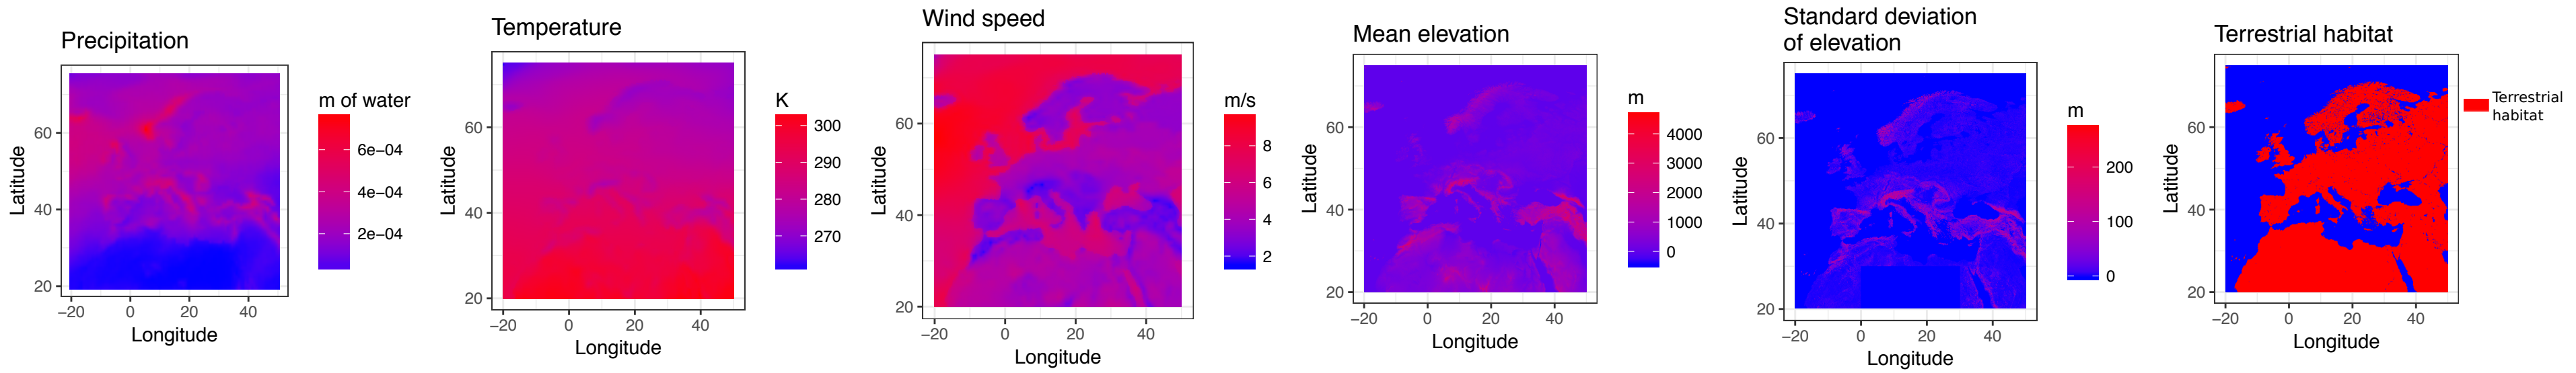 Precipitation
Latitude
60
40
20
−20
0
20
40
Longitude
m of water
6e−04
4e−04
2e−04
Temperature
Latitude
60
40
20
−20
0
20
40
Longitude
K
300
290
280
270
Wind speed
Latitude
60
40
20
−20
0
20
40
Longitude
m/s
8
6
4
2
Mean elevation
Latitude
60
40
20
−20
0
20
40
Longitude
m
4000
3000
2000
1000
0
Standard deviation
of elevation
Latitude
60
40
20
−20
0
20
40
Longitude
m
200
100
0
Terrestrial habitat
Latitude
60
40
20
−20
0
20
40
Longitude
Terrestrial
habitat